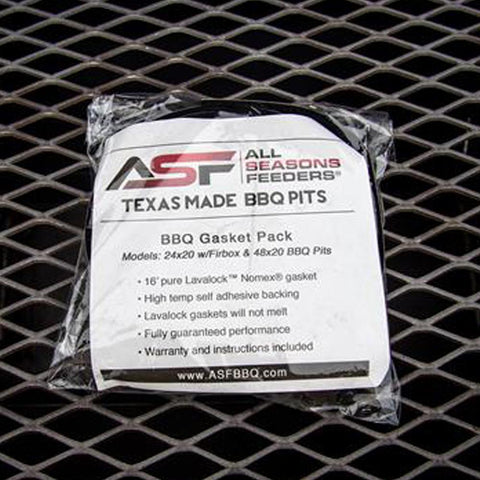 ASF ALL
SEASONS
FEEDERS®
TEXAS MADE BBQ PITS
BBQ Gasket Pack
Models: 24x20 w/Firbox & 48x20 BBQ Pits
• 16' pure Lavalock™ Nomex® gasket
• High temp self adhesive backing
• Lavalock gaskets will not melt
• Fully guaranteed performance
• Warranty and instructions included
www.ASFBBQ.com